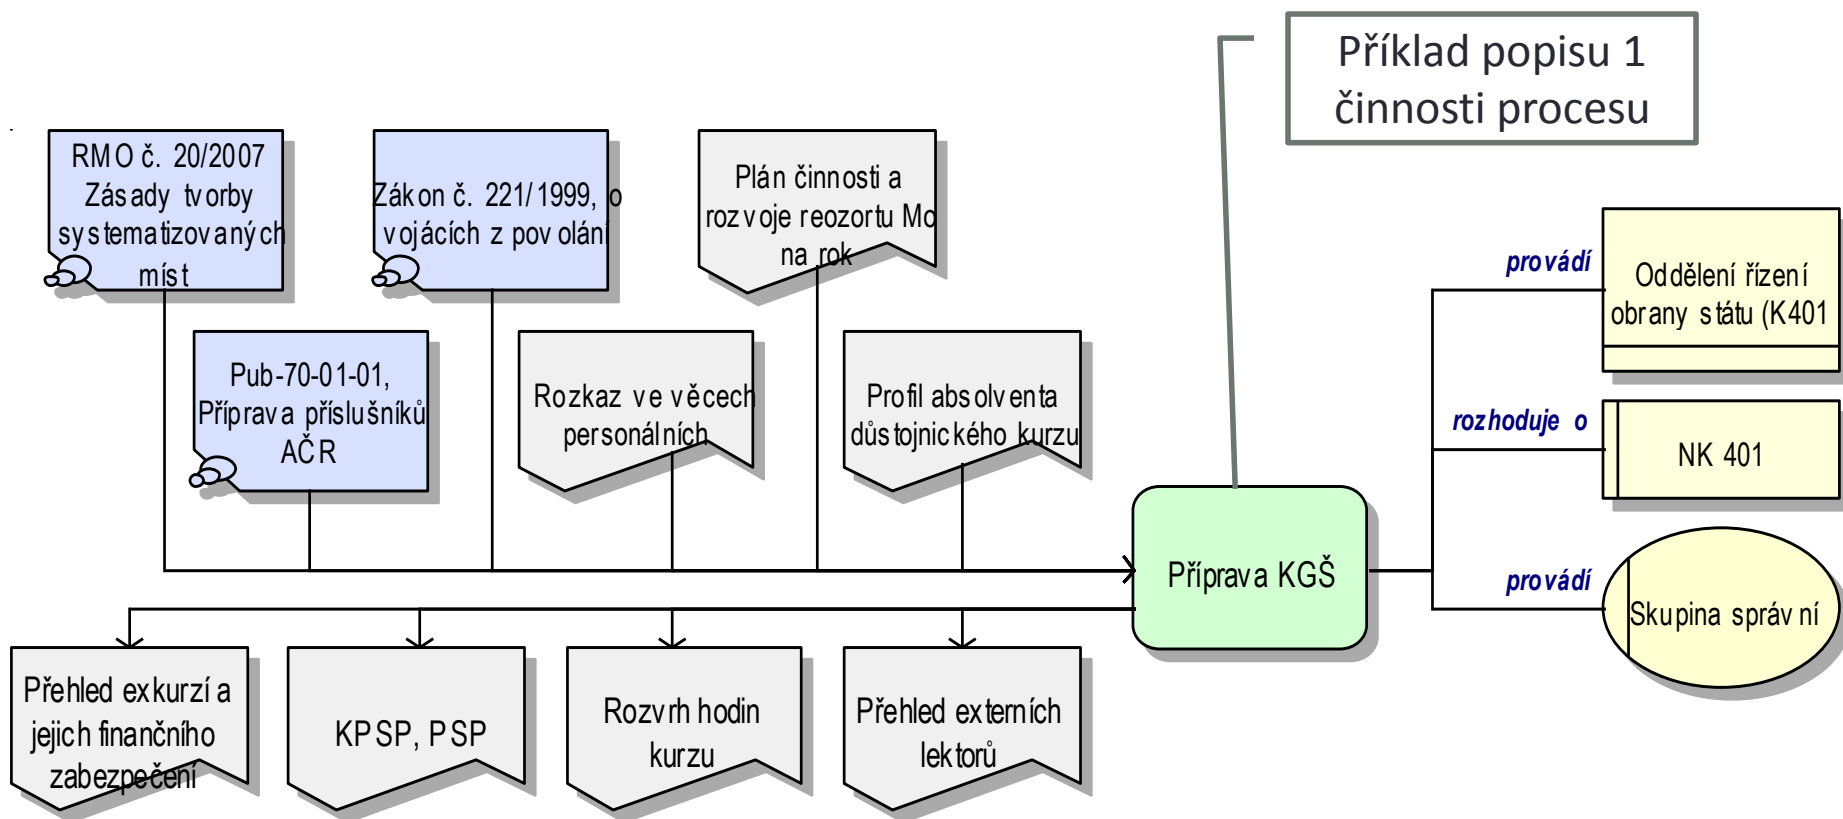 Příklad popisu 1
činnosti procesu
RMO č. 20/2007
Zásady tvorby
systematizovaných
míst
Zákon č. 221/1999, o
vojácích z povolání
Plán činnosti a
rozvoje reozortu Mo
na rok
Pub-70-01-01,
Příprava příslušníků
AČR
Rozkaz ve věcech
personálních
Profil absolventa
důstojnického kurzu
provádí
Oddělení řízení
obrany státu (K401
rozhoduje o
NK 401
Příprava KGŠ
provádí
Skupina správní
Přehled exkurzí a
jejich finančního
zabezpečení
KPSP, PSP
Rozvrh hodin
kurzu
Přehled externích
lektorů